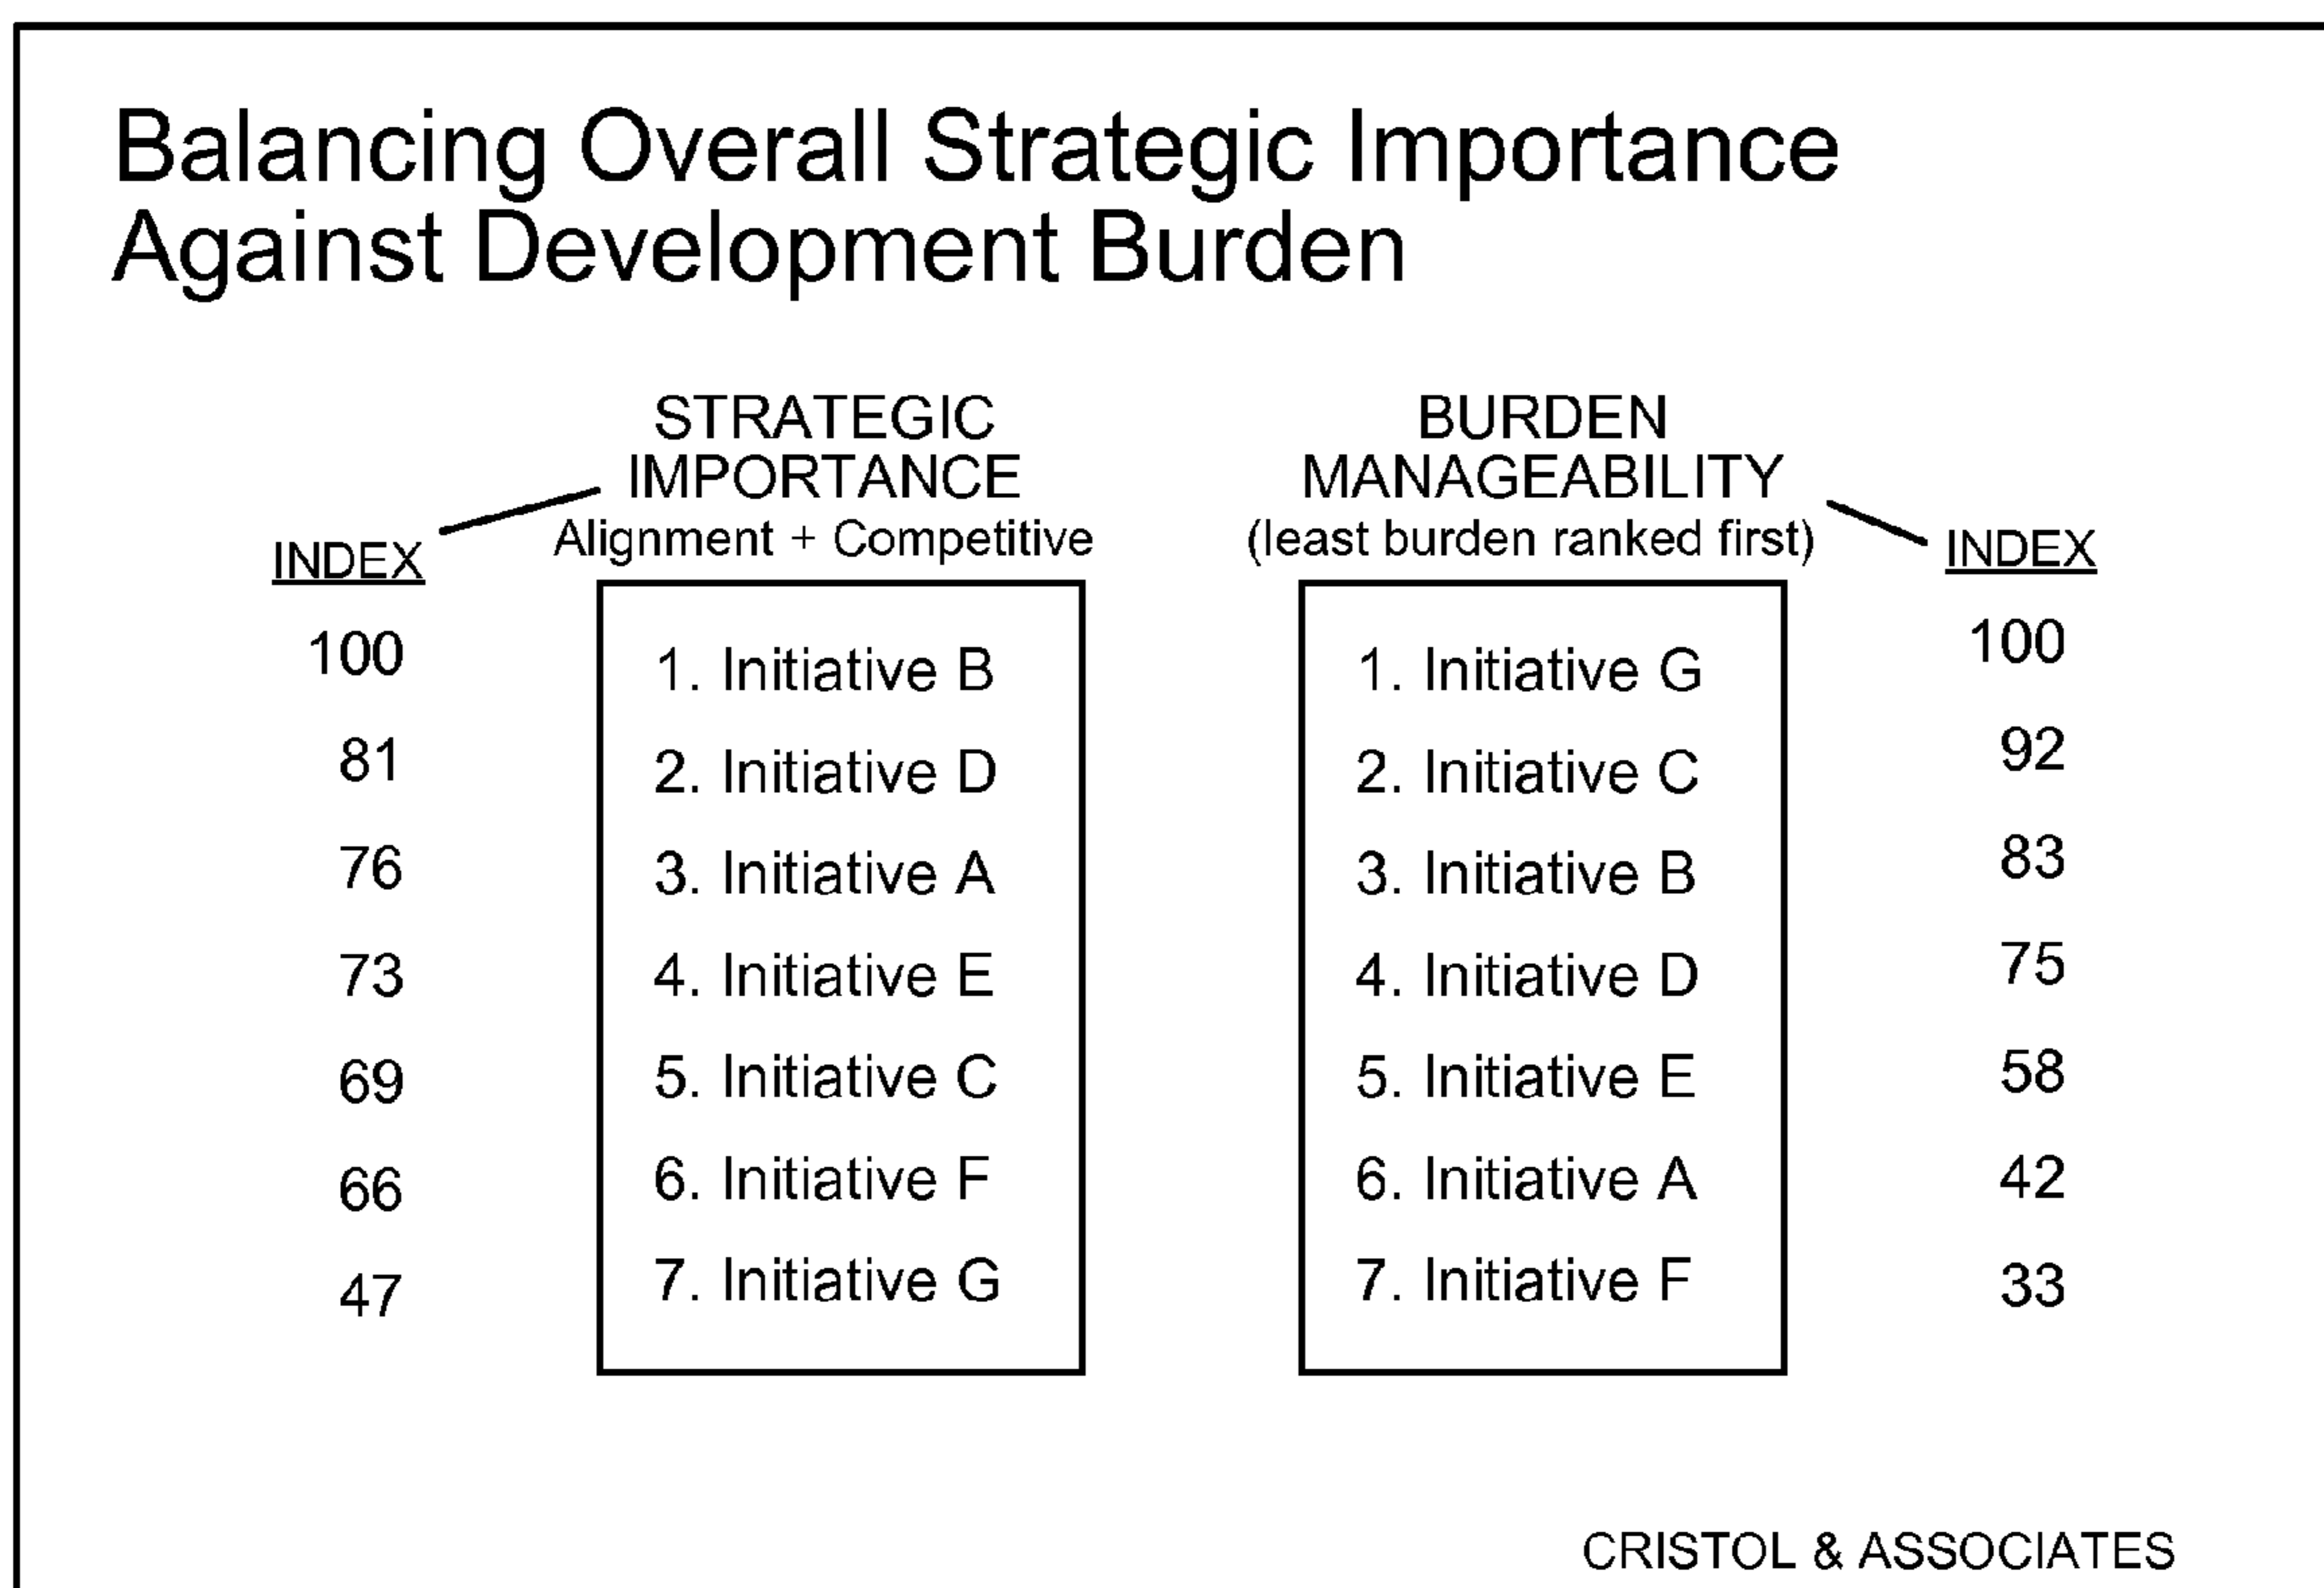 Balancing Overall Strategic Importance
Against Development Burden
STRATEGIC
IMPORTANCE
Alignment + Competitive
BURDEN
MANAGEABILITY
(least burden ranked first)
INDEX
INDEX
100 1. Initiative B 1. Initiative G 100
81 2. Initiative D 2. Initiative C 92
76 3. Initiative A 3. Initiative B 83
73 4. Initiative E 4. Initiative D 75
69 5. Initiative C 5. Initiative E 58
66 6. Initiative F 6. Initiative A 42
47 7. Initiative G 7. Initiative F 33
CRISTOL & ASSOCIATES